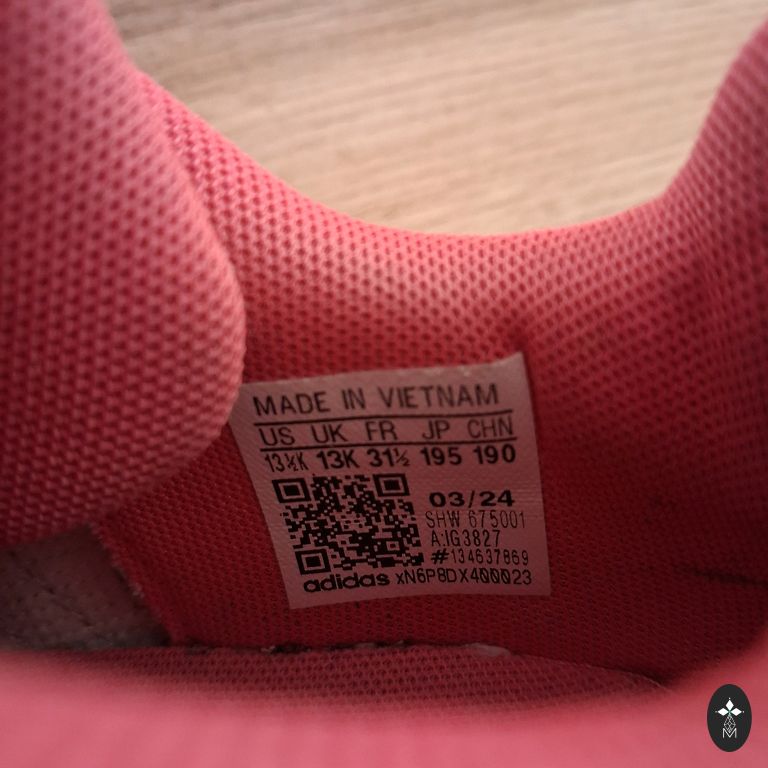 MADE IN VIETNAM
US UK FR JP CHN
13½K 13K 31½ 195 190
03/24
SHW 675001
A:IG3827
#134637869
adidas xN6P8DX400023
M